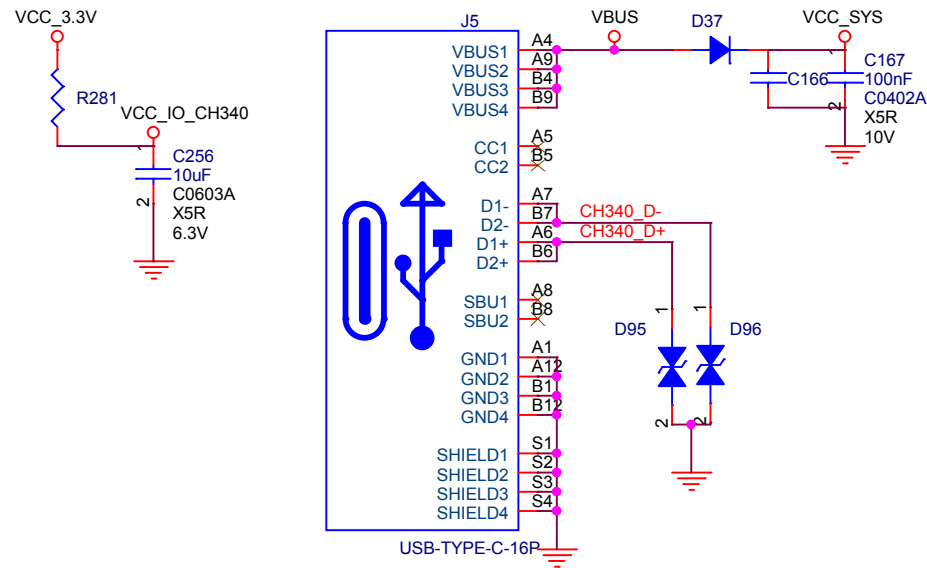 VCC_3.3V
R281
VCC_IO_CH340
1
C256
10uF
C0603A
X5R
6.3V
2
J5
VBUS1 A4
VBUS2 A9
VBUS3 B4
VBUS4 B9
CC1 A5
CC2 B5
D1- A7
D2- B7
D1+ A6
D2+ B6
SBU1 A8
SBU2 B8
GND1 A1
GND2 A12
GND3 B1
GND4 B12
SHIELD1 S1
SHIELD2 S2
SHIELD3 S3
SHIELD4 S4
USB-TYPE-C-16P
VBUS
D37
VCC_SYS
1
C166
C167
100nF
C0402A
X5R
10V
2
CH340_D-
CH340_D+
1
1
D95
D96
2
2